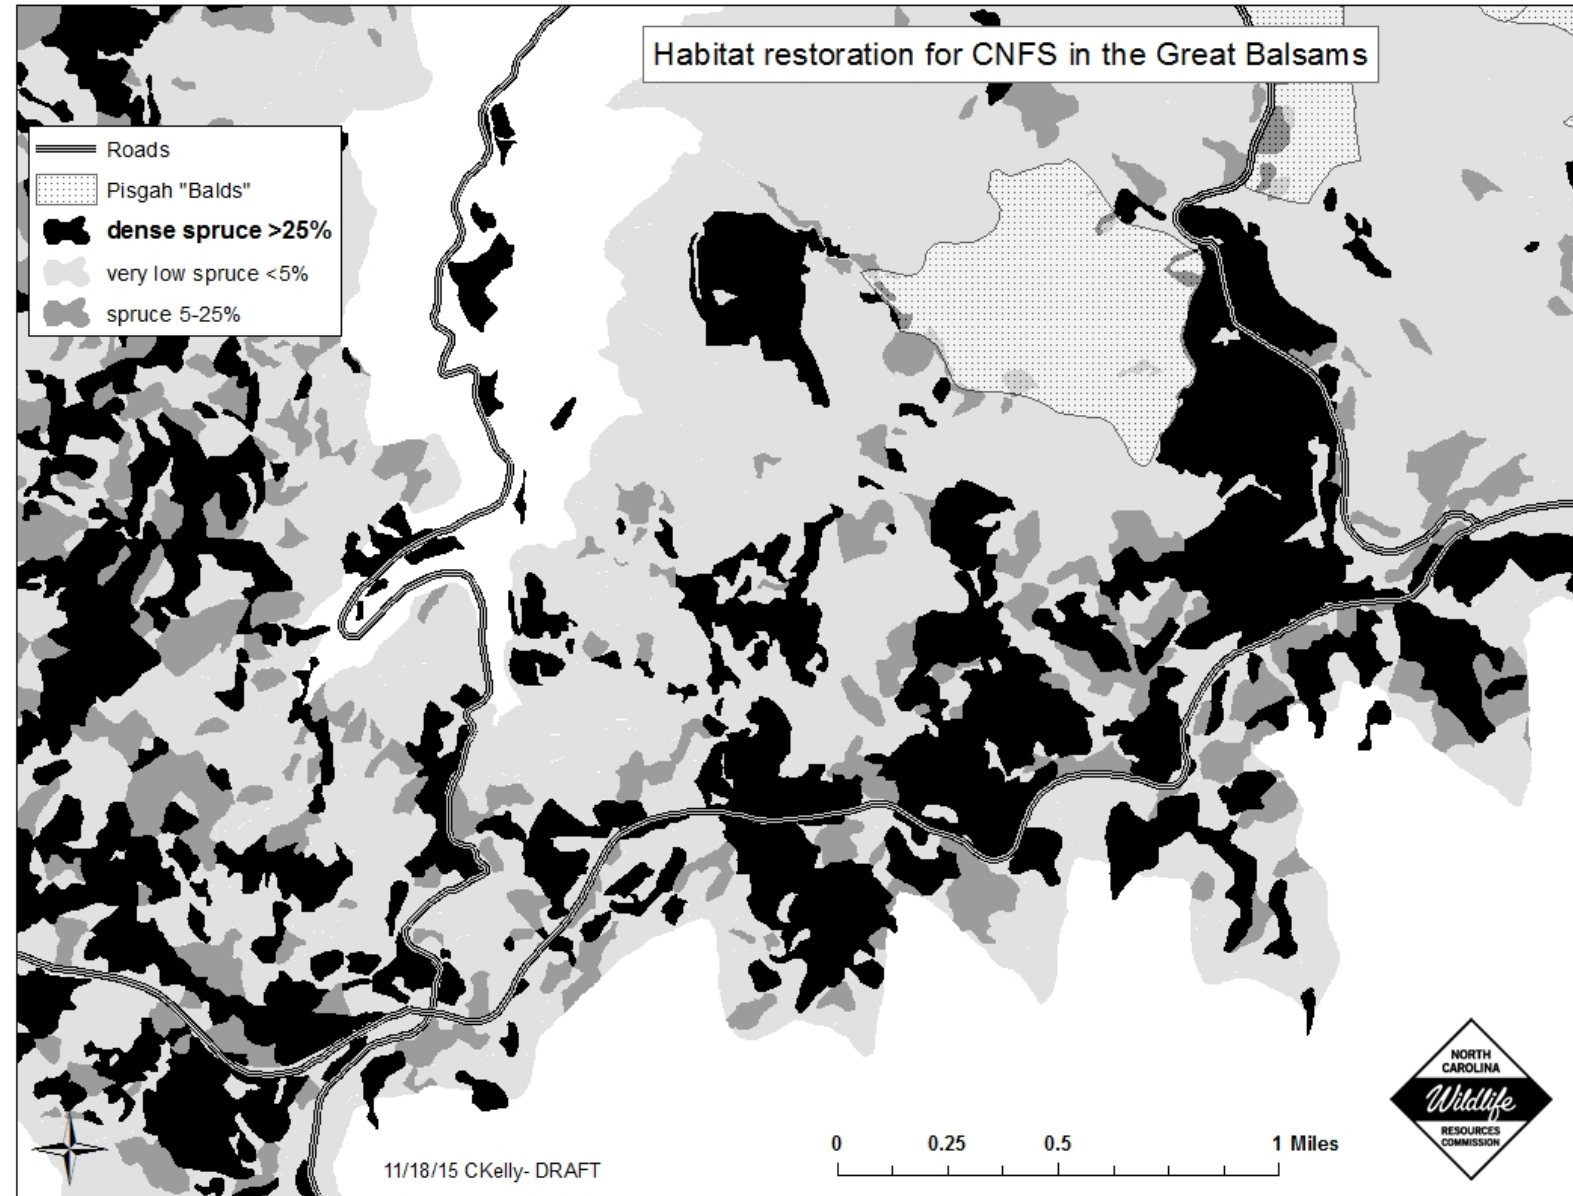 Habitat restoration for CNFS in the Great Balsams
Roads
Pisgah "Balds"
dense spruce >25%
very low spruce <5%
spruce 5-25%
11/18/15 CKelly- DRAFT
0 0.25 0.5 1 Miles
NORTH
CAROLINA
Wildlife
RESOURCES
COMMISSION